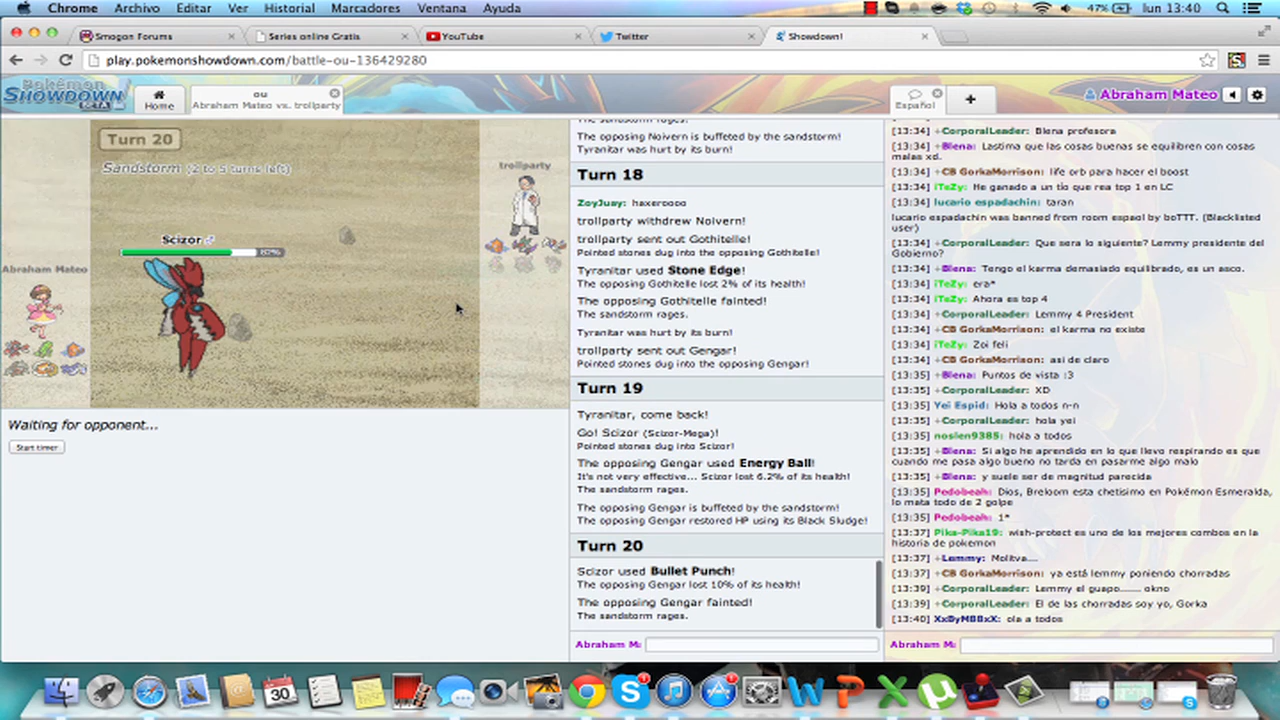 Chrome Archivo Editar Ver Historial Marcadores Ventana Ayuda 47% lun 13:40
Smogon Forums Series online Gratis YouTube Twitter Showdown!
play.pokemonshowdown.com/battle-ou-136429280
Pokémon
SHOWDOWN
BETA
Home
ou
Abraham Mateo vs. trollparty
Español
+
Abraham Mateo
Turn 20
Sandstorm (2 to 5 turns left)
trollparty
Scizor ♂
Abraham Mateo
Waiting for opponent...
Start timer
The sandstorm rages.
The opposing Noivern is buffeted by the sandstorm!
Tyranitar was hurt by its burn!
Turn 18
ZoyJuay: haxeroooo
trollparty withdrew Noivern!
trollparty sent out Gothitelle!
Pointed stones dug into the opposing Gothitelle!
Tyranitar used Stone Edge!
The opposing Gothitelle lost 2% of its health!
The opposing Gothitelle fainted!
The sandstorm rages.
Tyranitar was hurt by its burn!
trollparty sent out Gengar!
Pointed stones dug into the opposing Gengar!
Turn 19
Tyranitar, come back!
Go! Scizor (Scizor-Mega)!
Pointed stones dug into Scizor!
The opposing Gengar used Energy Ball!
It's not very effective... Scizor lost 6.2% of its health!
The sandstorm rages.
The opposing Gengar is buffeted by the sandstorm!
The opposing Gengar restored HP using its Black Sludge!
Turn 20
Scizor used Bullet Punch!
The opposing Gengar lost 10% of its health!
The opposing Gengar fainted!
The sandstorm rages.
Abraham M:
[13:34] +CorporalLeader: Blena profesora
[13:34] +Blena: Lastima que las cosas buenas se equilibren con cosas
malas xd.
[13:34] +CB GorkaMorrison: life orb para hacer el boost
[13:34] iTeZy: He ganado a un tío que rea top 1 en LC
[13:34] lucario espadachin: taran
lucario espadachin was banned from room espaol by boTTT. (Blacklisted
user)
[13:34] +CorporalLeader: Que sera lo siguiente? Lemmy presidente del
Gobierno?
[13:34] +Blena: Tengo el karma demasiado equilibrado, es un asco.
[13:34] iTeZy: era*
[13:34] iTeZy: Ahora es top 4
[13:34] +CorporalLeader: Lemmy 4 President
[13:34] +CB GorkaMorrison: el karma no existe
[13:34] iTeZy: Zoi feli
[13:34] +CB GorkaMorrison: asi de claro
[13:35] +Blena: Puntos de vista :3
[13:35] +CorporalLeader: XD
[13:35] Yei Espid: Hola a todos n-n
[13:35] +CorporalLeader: hola yei
[13:35] noslen9385: hola a todos
[13:35] +Blena: Si algo he aprendido en lo que llevo respirando es que
cuando me pasa algo bueno no tarda en pasarme algo malo
[13:35] +Blena: y suele ser de magnitud parecida
[13:35] Pedobeah: Dios, Breloom esta chetisimo en Pokémon Esmeralda,
lo mata todo de 2 golpe
[13:35] Pedobeah: 1*
[13:37] Pika-Pika19: wish-protect es uno de los mejores combos en la
historia de pokemon
[13:37] +Lemmy: Molitva....
[13:37] +CB GorkaMorrison: ya está lemmy poniendo chorradas
[13:39] +CorporalLeader: Lemmy el guapo....... okno
[13:39] +CorporalLeader: El de las chorradas soy yo, Gorka
[13:40] XxDyMBBxX: ola a todos
Abraham M:
30